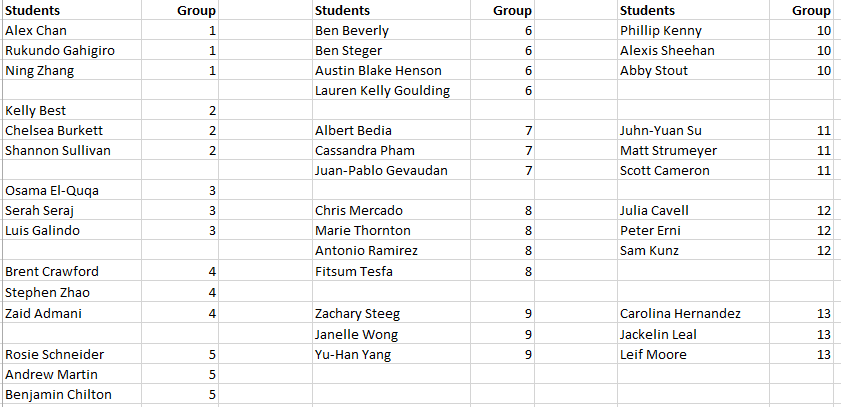 Students Group Students Group Students Group
Alex Chan 1 Ben Beverly 6 Phillip Kenny 10
Rukundo Gahigiro 1 Ben Steger 6 Alexis Sheehan 10
Ning Zhang 1 Austin Blake Henson 6 Abby Stout 10
Lauren Kelly Goulding 6
Kelly Best 2
Chelsea Burkett 2 Albert Bedia 7 Juhn-Yuan Su 11
Shannon Sullivan 2 Cassandra Pham 7 Matt Strumeyer 11
Juan-Pablo Gevaudan 7 Scott Cameron 11
Osama El-Quqa 3
Serah Seraj 3 Chris Mercado 8 Julia Cavell 12
Luis Galindo 3 Marie Thornton 8 Peter Erni 12
Antonio Ramirez 8 Sam Kunz 12
Brent Crawford 4 Fitsum Tesfa 8
Stephen Zhao 4
Zaid Admani 4 Zachary Steeg 9 Carolina Hernandez 13
Janelle Wong 9 Jackelin Leal 13
Rosie Schneider 5 Yu-Han Yang 9 Leif Moore 13
Andrew Martin 5
Benjamin Chilton 5